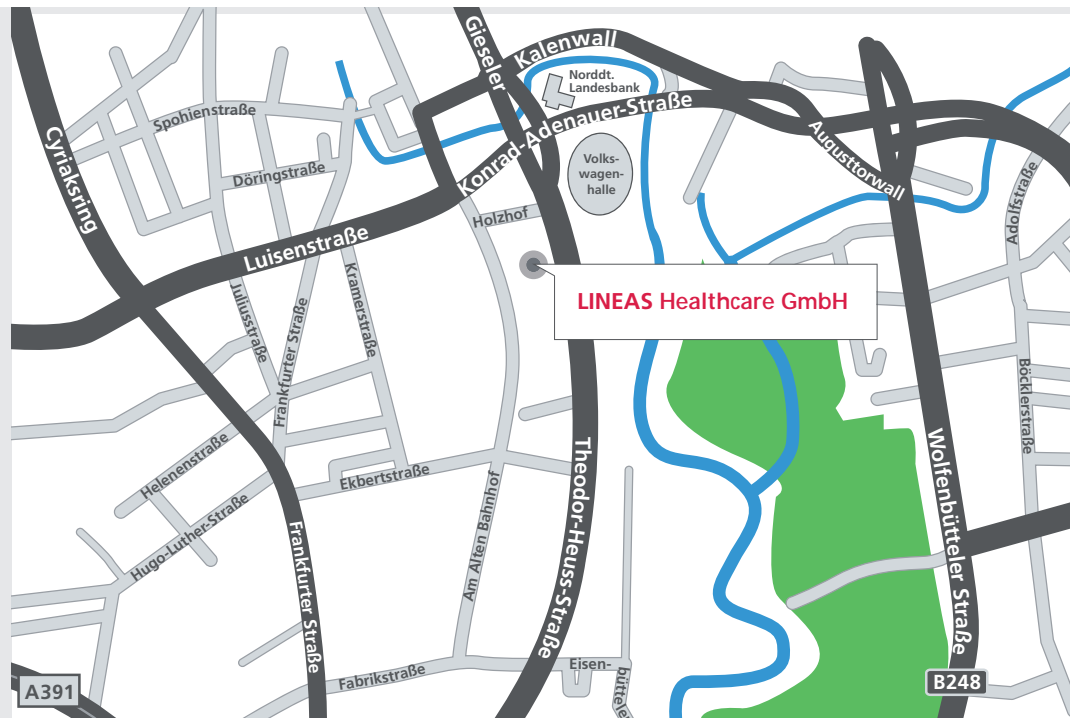 Gieseler
Kalenwall
Norddt.
Landesbank
Konrad-Adenauer-Straße
Spohienstraße
Cyriaksring
Döringstraße
Volks-
wagen-
halle
Augusttorwall
Adolfstraße
Holzhof
Luisenstraße
LINEAS Healthcare GmbH
Juliusstraße
Frankfurter Straße
Kramerstraße
Böcklerstraße
Helenenstraße
Ekbertstraße
Theodor-Heuss-Straße
Wolfenbütteler Straße
Hugo-Luther-Straße
Am Alten Bahnhof
Frankfurter Straße
Fabrikstraße
Eisen-
büttele
A391
B248